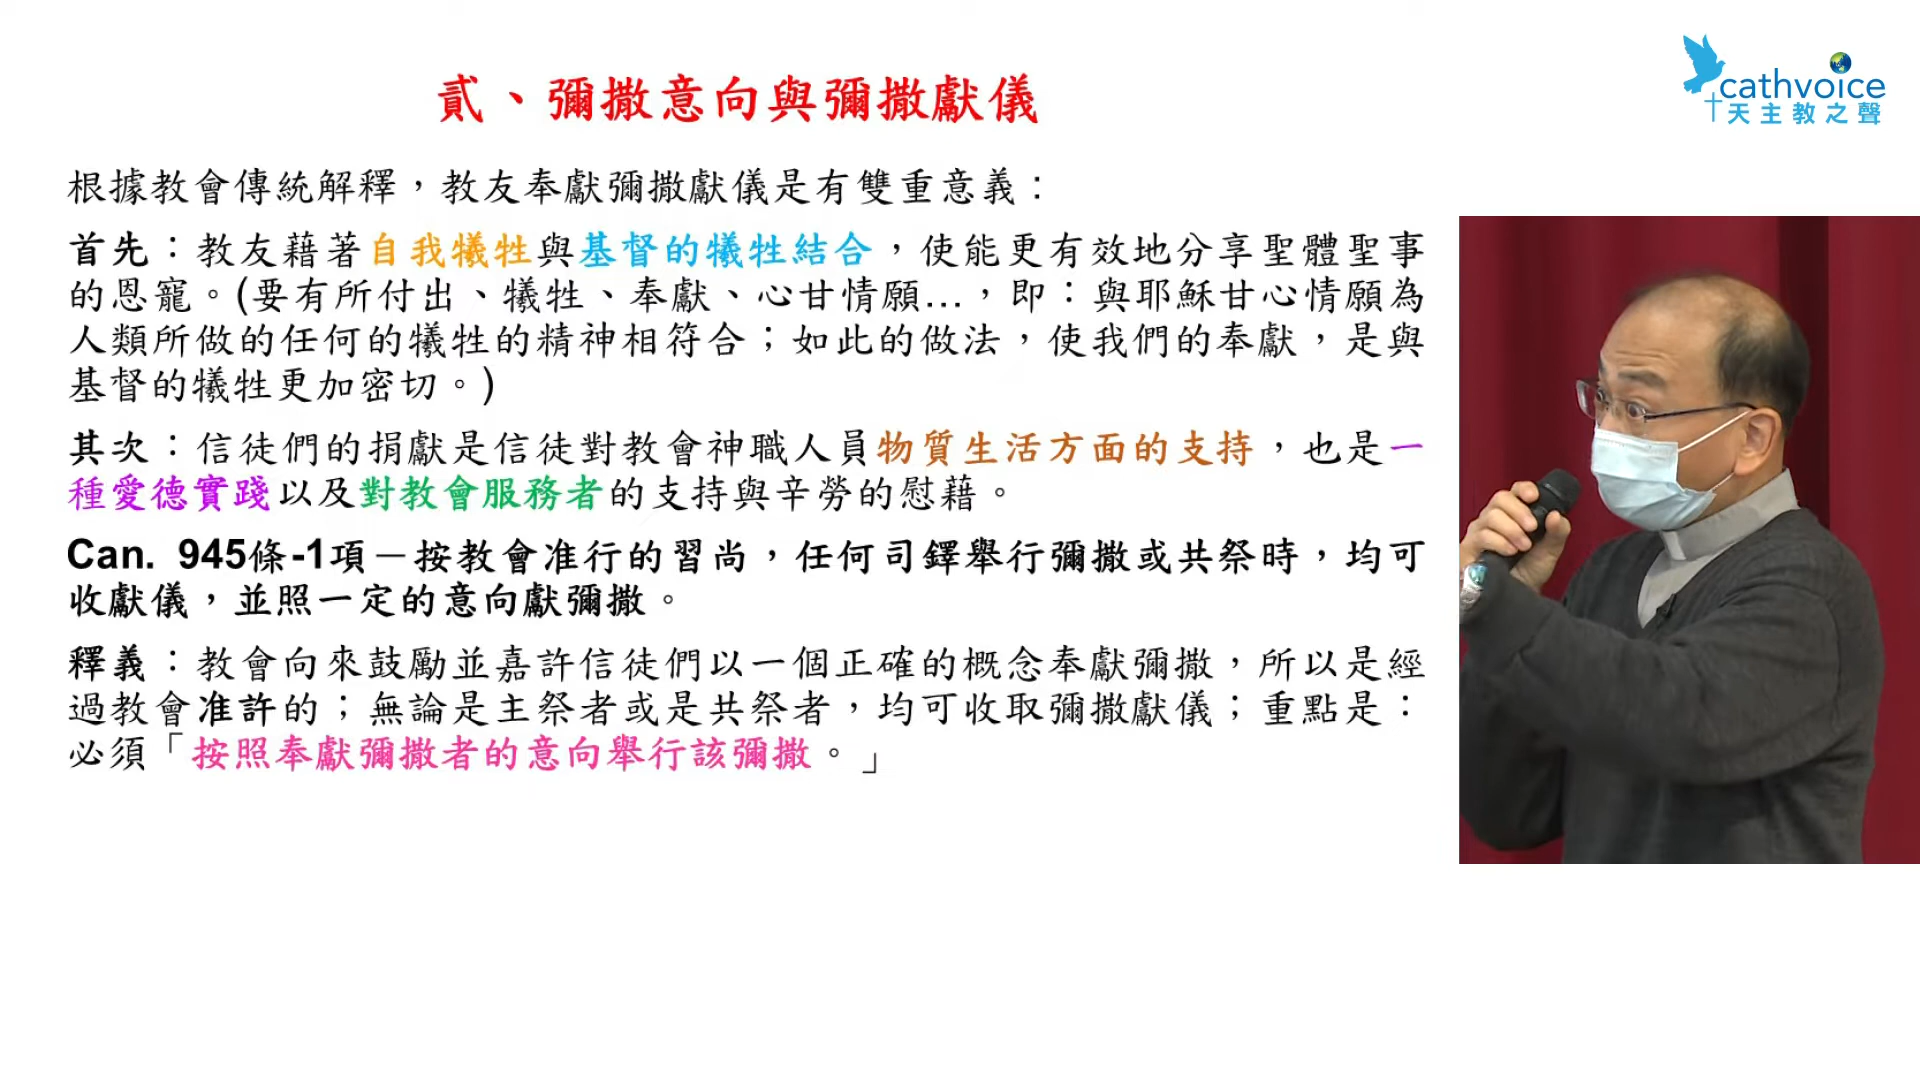 貳、彌撒意向與彌撒獻儀
cathvoice
天主教之聲
根據教會傳統解釋，教友奉獻彌撒獻儀是有雙重意義：
首先：教友藉著自我犧牲與基督的犧牲結合，使能更有效地分享聖體聖事
的恩寵。(要有所付出、犧牲、奉獻、心甘情願…，即：與耶穌甘心情願為
人類所做的任何的犧牲的精神相符合；如此的做法，使我們的奉獻，是與
基督的犧牲更加密切。)
其次：信徒們的捐獻是信徒對教會神職人員物質生活方面的支持，也是一
種愛德實踐以及對教會服務者的支持與辛勞的慰藉。
Can. 945條-1項－按教會准行的習尚，任何司鐸舉行彌撒或共祭時，均可
收獻儀，並照一定的意向獻彌撒。
釋義：教會向來鼓勵並嘉許信徒們以一個正確的概念奉獻彌撒，所以是經
過教會准許的；無論是主祭者或是共祭者，均可收取彌撒獻儀；重點是：
必須「按照奉獻彌撒者的意向舉行該彌撒。」